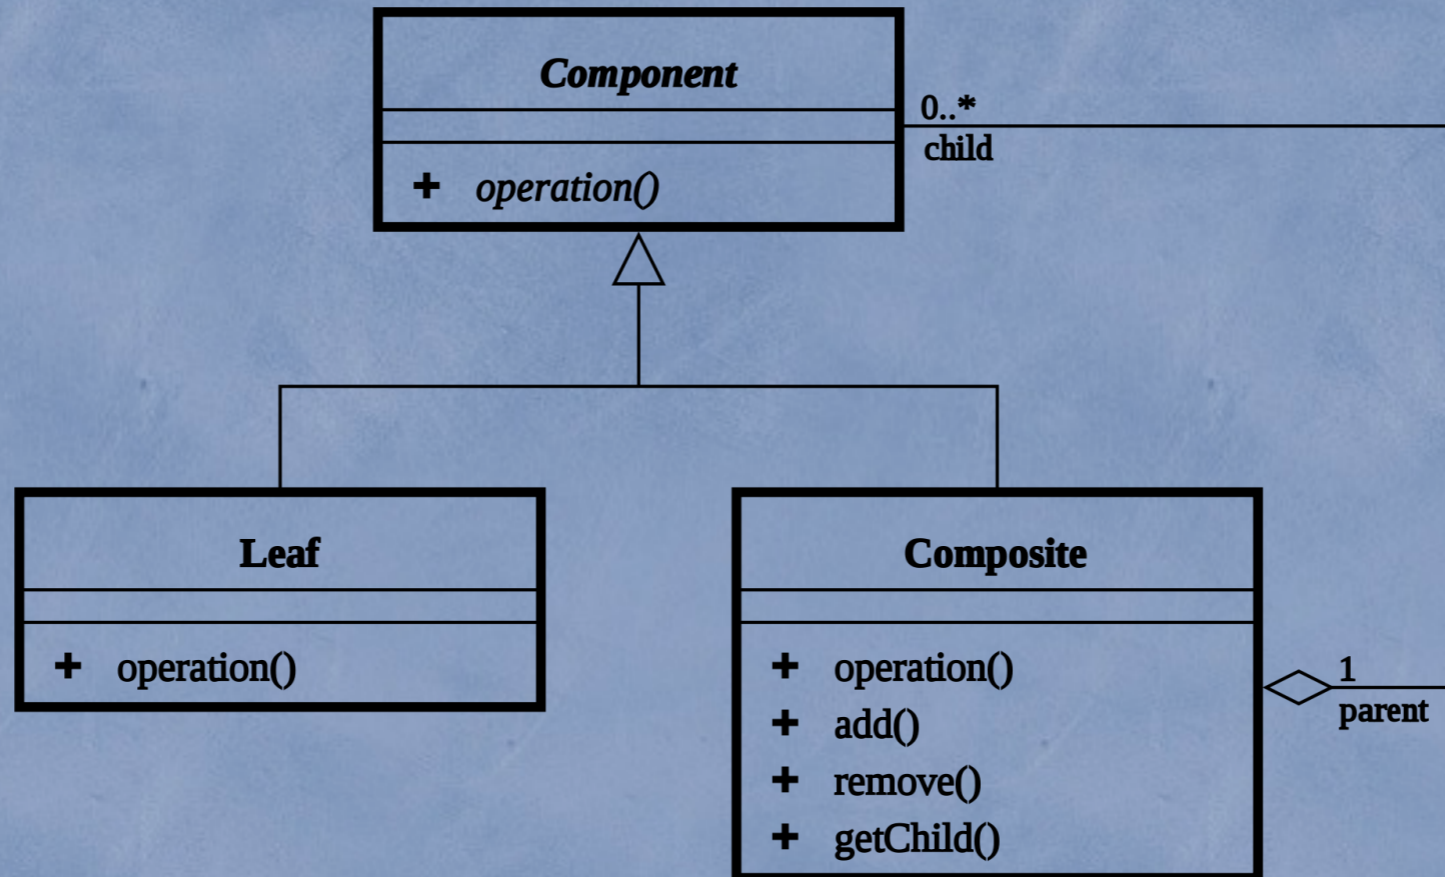 Component
0..*
child
+ operation()
Leaf
+ operation()
Composite
+ operation()
+ add()
+ remove()
+ getChild()
1
parent